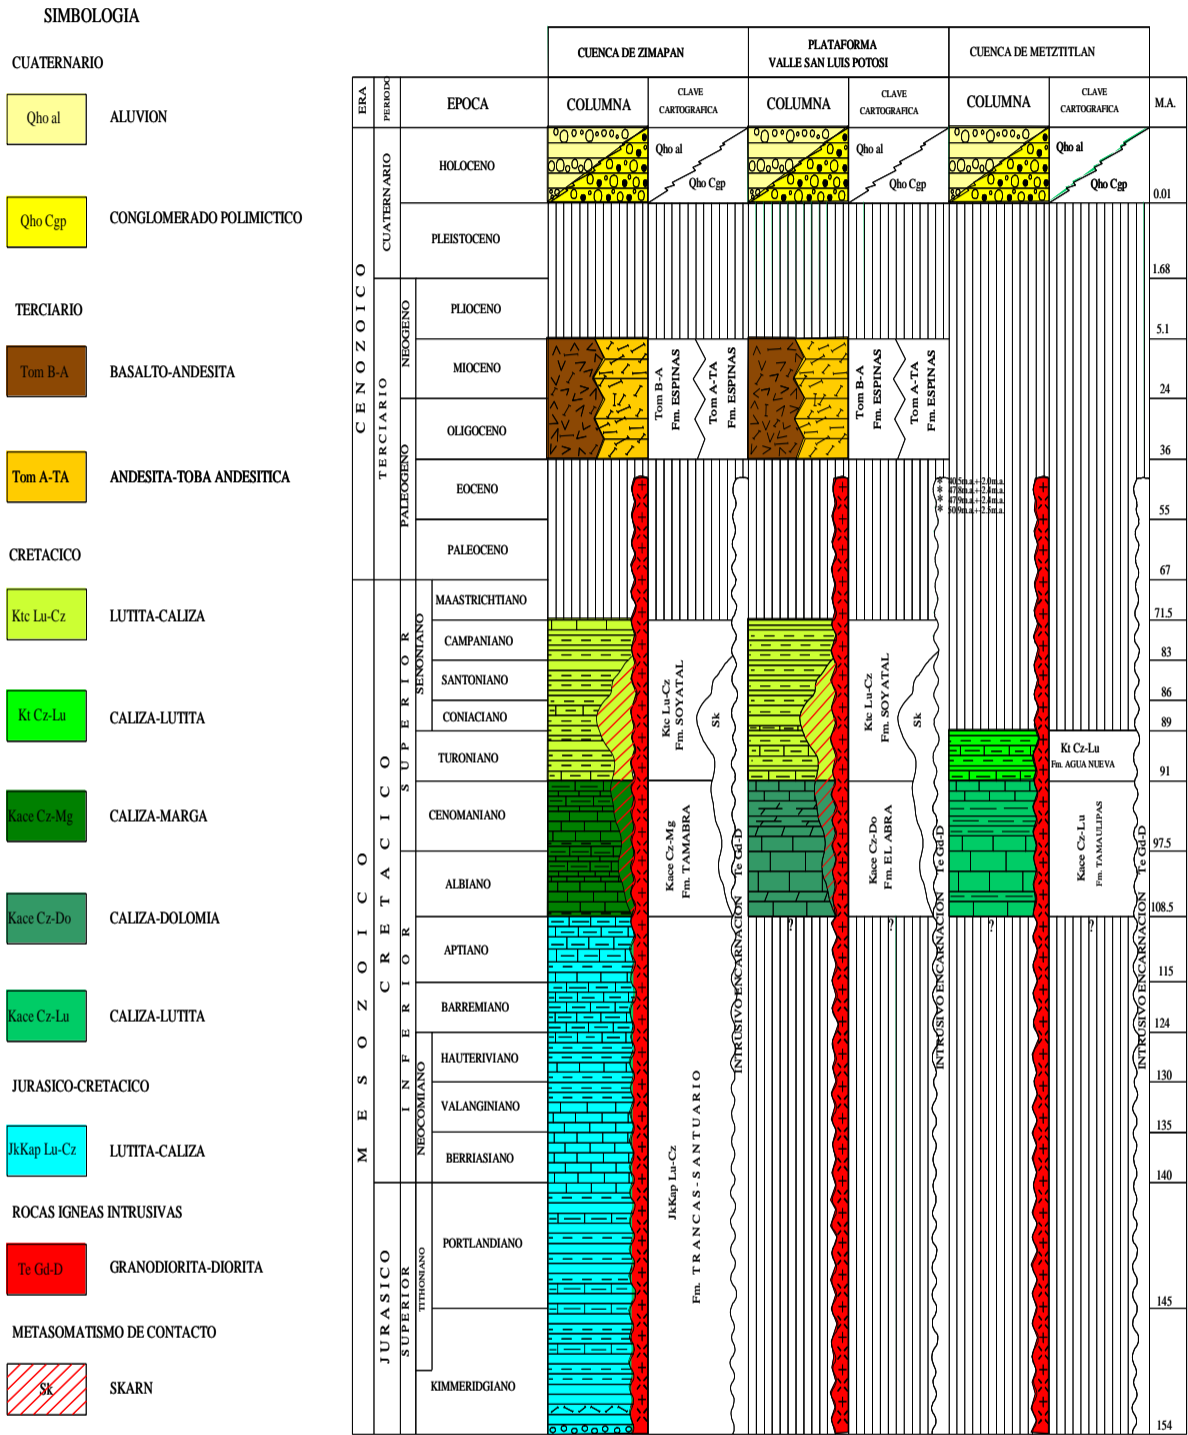 SIMBOLOGIA
CUATERNARIO
Qho al
ALUVION
Qho Cgp
CONGLOMERADO POLIMICTICO
TERCIARIO
Tom B-A
BASALTO-ANDESITA
Tom A-TA
ANDESITA-TOBA ANDESITICA
CRETACICO
Ktc Lu-Cz
LUTITA-CALIZA
Kt Cz-Lu
CALIZA-LUTITA
Kace Cz-Mg
CALIZA-MARGA
Kace Cz-Do
CALIZA-DOLOMIA
Kace Cz-Lu
CALIZA-LUTITA
JURASICO-CRETACICO
JkKap Lu-Cz
LUTITA-CALIZA
ROCAS IGNEAS INTRUSIVAS
Te Gd-D
GRANODIORITA-DIORITA
METASOMATISMO DE CONTACTO
Sk
SKARN
CUENCA DE ZIMAPAN
PLATAFORMA
VALLE SAN LUIS POTOSI
CUENCA DE METZTITLAN
ERA
PERIODO
EPOCA
COLUMNA
CLAVE
CARTOGRAFICA
COLUMNA
CLAVE
CARTOGRAFICA
COLUMNA
CLAVE
CARTOGRAFICA
M.A.
CENOZOICO
MESOZOICO
CUATERNARIO
TERCIARIO
CRETACICO
JURASICO
NEOGENO
PALEOGENO
SUPERIOR
INFERIOR
SUPERIOR
SENONIANO
NEOCOMIANO
TITHONIANO
HOLOCENO
PLEISTOCENO
PLIOCENO
MIOCENO
OLIGOCENO
EOCENO
PALEOCENO
MAASTRICHTIANO
CAMPANIANO
SANTONIANO
CONIACIANO
TURONIANO
CENOMANIANO
ALBIANO
APTIANO
BARREMIANO
HAUTERIVIANO
VALANGINIANO
BERRIASIANO
PORTLANDIANO
KIMMERIDGIANO
Qho al
Qho Cgp
Tom B-A
Fm. ESPINAS
Tom A-TA
Fm. ESPINAS
Ktc Lu-Cz
Fm. SOYATAL
Sk
Kace Cz-Mg
Fm. TAMABRA
JkKap Lu-Cz
Fm. TRANCAS-SANTUARIO
INTRUSIVO ENCARNACION Te Gd-D
Qho al
Qho Cgp
Tom B-A
Fm. ESPINAS
Tom A-TA
Fm. ESPINAS
Ktc Lu-Cz
Fm. SOYATAL
Sk
Kace Cz-Do
Fm. EL ABRA
?
?
INTRUSIVO ENCARNACION Te Gd-D
Qho al
Qho Cgp
Kt Cz-Lu
Fm. AGUA NUEVA
Kace Cz-Lu
Fm. TAMAULIPAS
?
?
INTRUSIVO ENCARNACION Te Gd-D
0.01
1.68
5.1
24
36
55
67
71.5
83
86
89
91
97.5
108.5
115
124
130
135
140
145
154